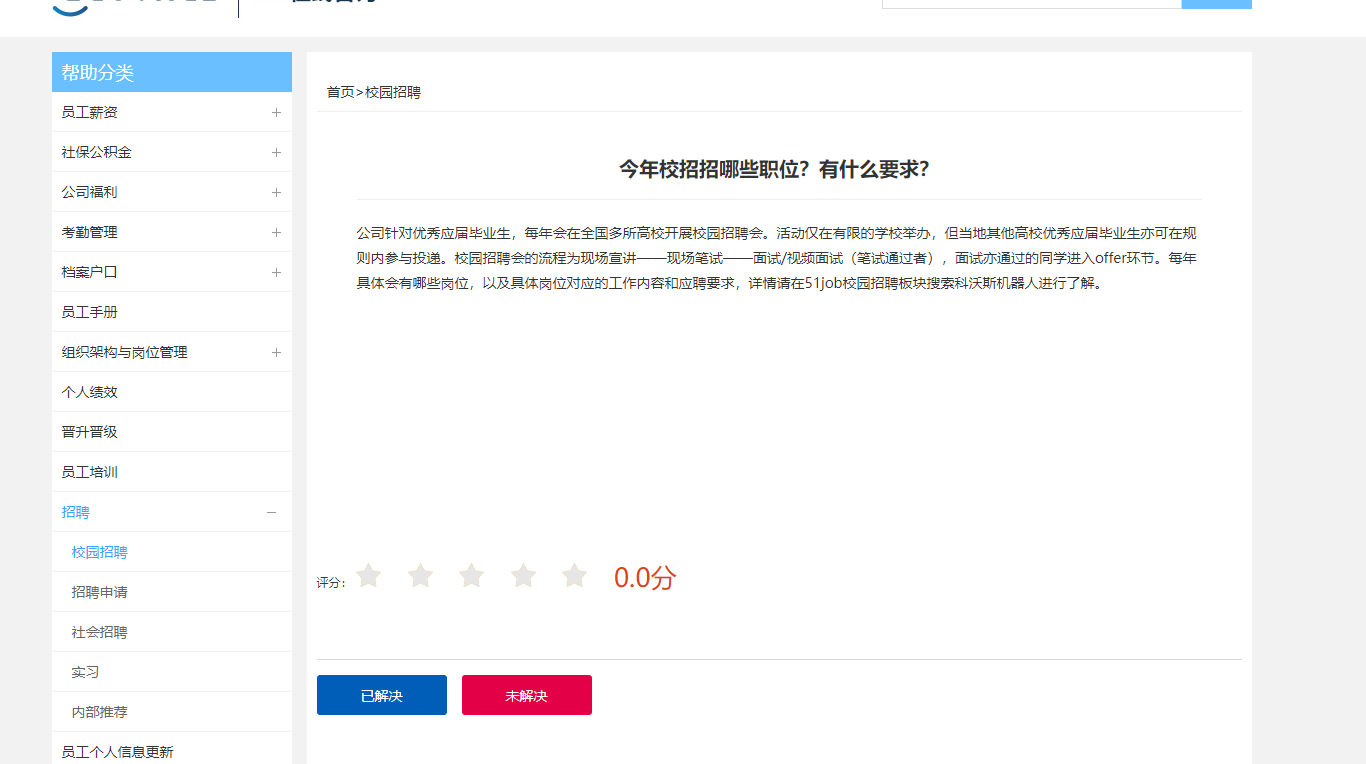 帮助分类
员工薪资
社保公积金
公司福利
考勤管理
档案户口
员工手册
组织架构与岗位管理
个人绩效
晋升晋级
员工培训
招聘
校园招聘
招聘申请
社会招聘
实习
内部推荐
员工个人信息更新
首页>校园招聘
今年校招招哪些职位？有什么要求？
公司针对优秀应届毕业生，每年会在全国多所高校开展校园招聘会。活动仅在有限的学校举办，但当地其他高校优秀应届毕业生亦可在规
则内参与投递。校园招聘会的流程为现场宣讲——现场笔试——面试/视频面试（笔试通过者），面试亦通过的同学进入offer环节。每年
具体会有哪些岗位，以及具体岗位对应的工作内容和应聘要求，详情请在51job校园招聘板块搜索科沃斯机器人进行了解。
评分：
0.0分
已解决
未解决